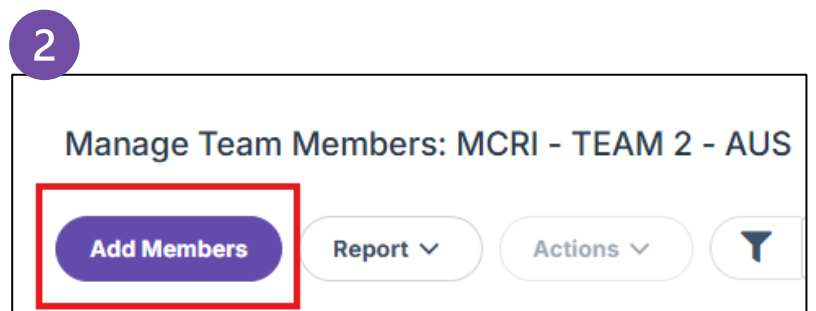 2
Manage Team Members: MCRI - TEAM 2 - AUS
Add Members Report Actions